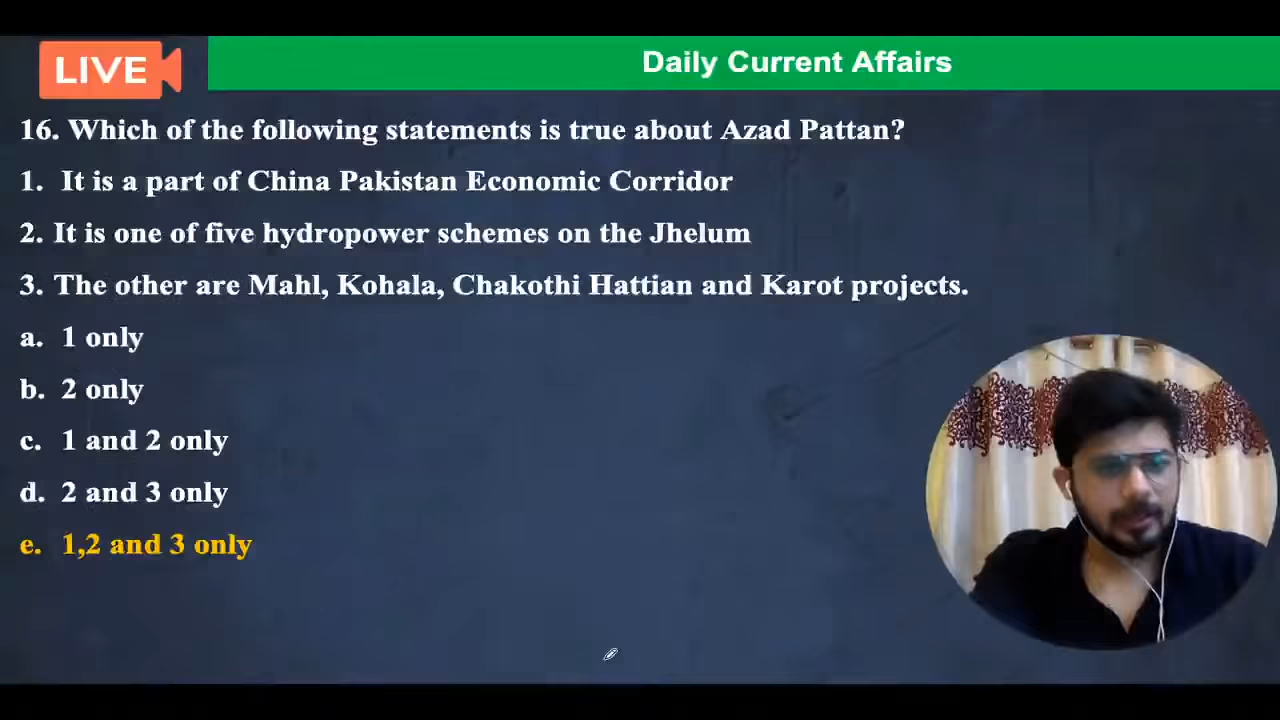 LIVE
Daily Current Affairs
16. Which of the following statements is true about Azad Pattan?
1. It is a part of China Pakistan Economic Corridor
2. It is one of five hydropower schemes on the Jhelum
3. The other are Mahl, Kohala, Chakothi Hattian and Karot projects.
a. 1 only
b. 2 only
c. 1 and 2 only
d. 2 and 3 only
e. 1,2 and 3 only